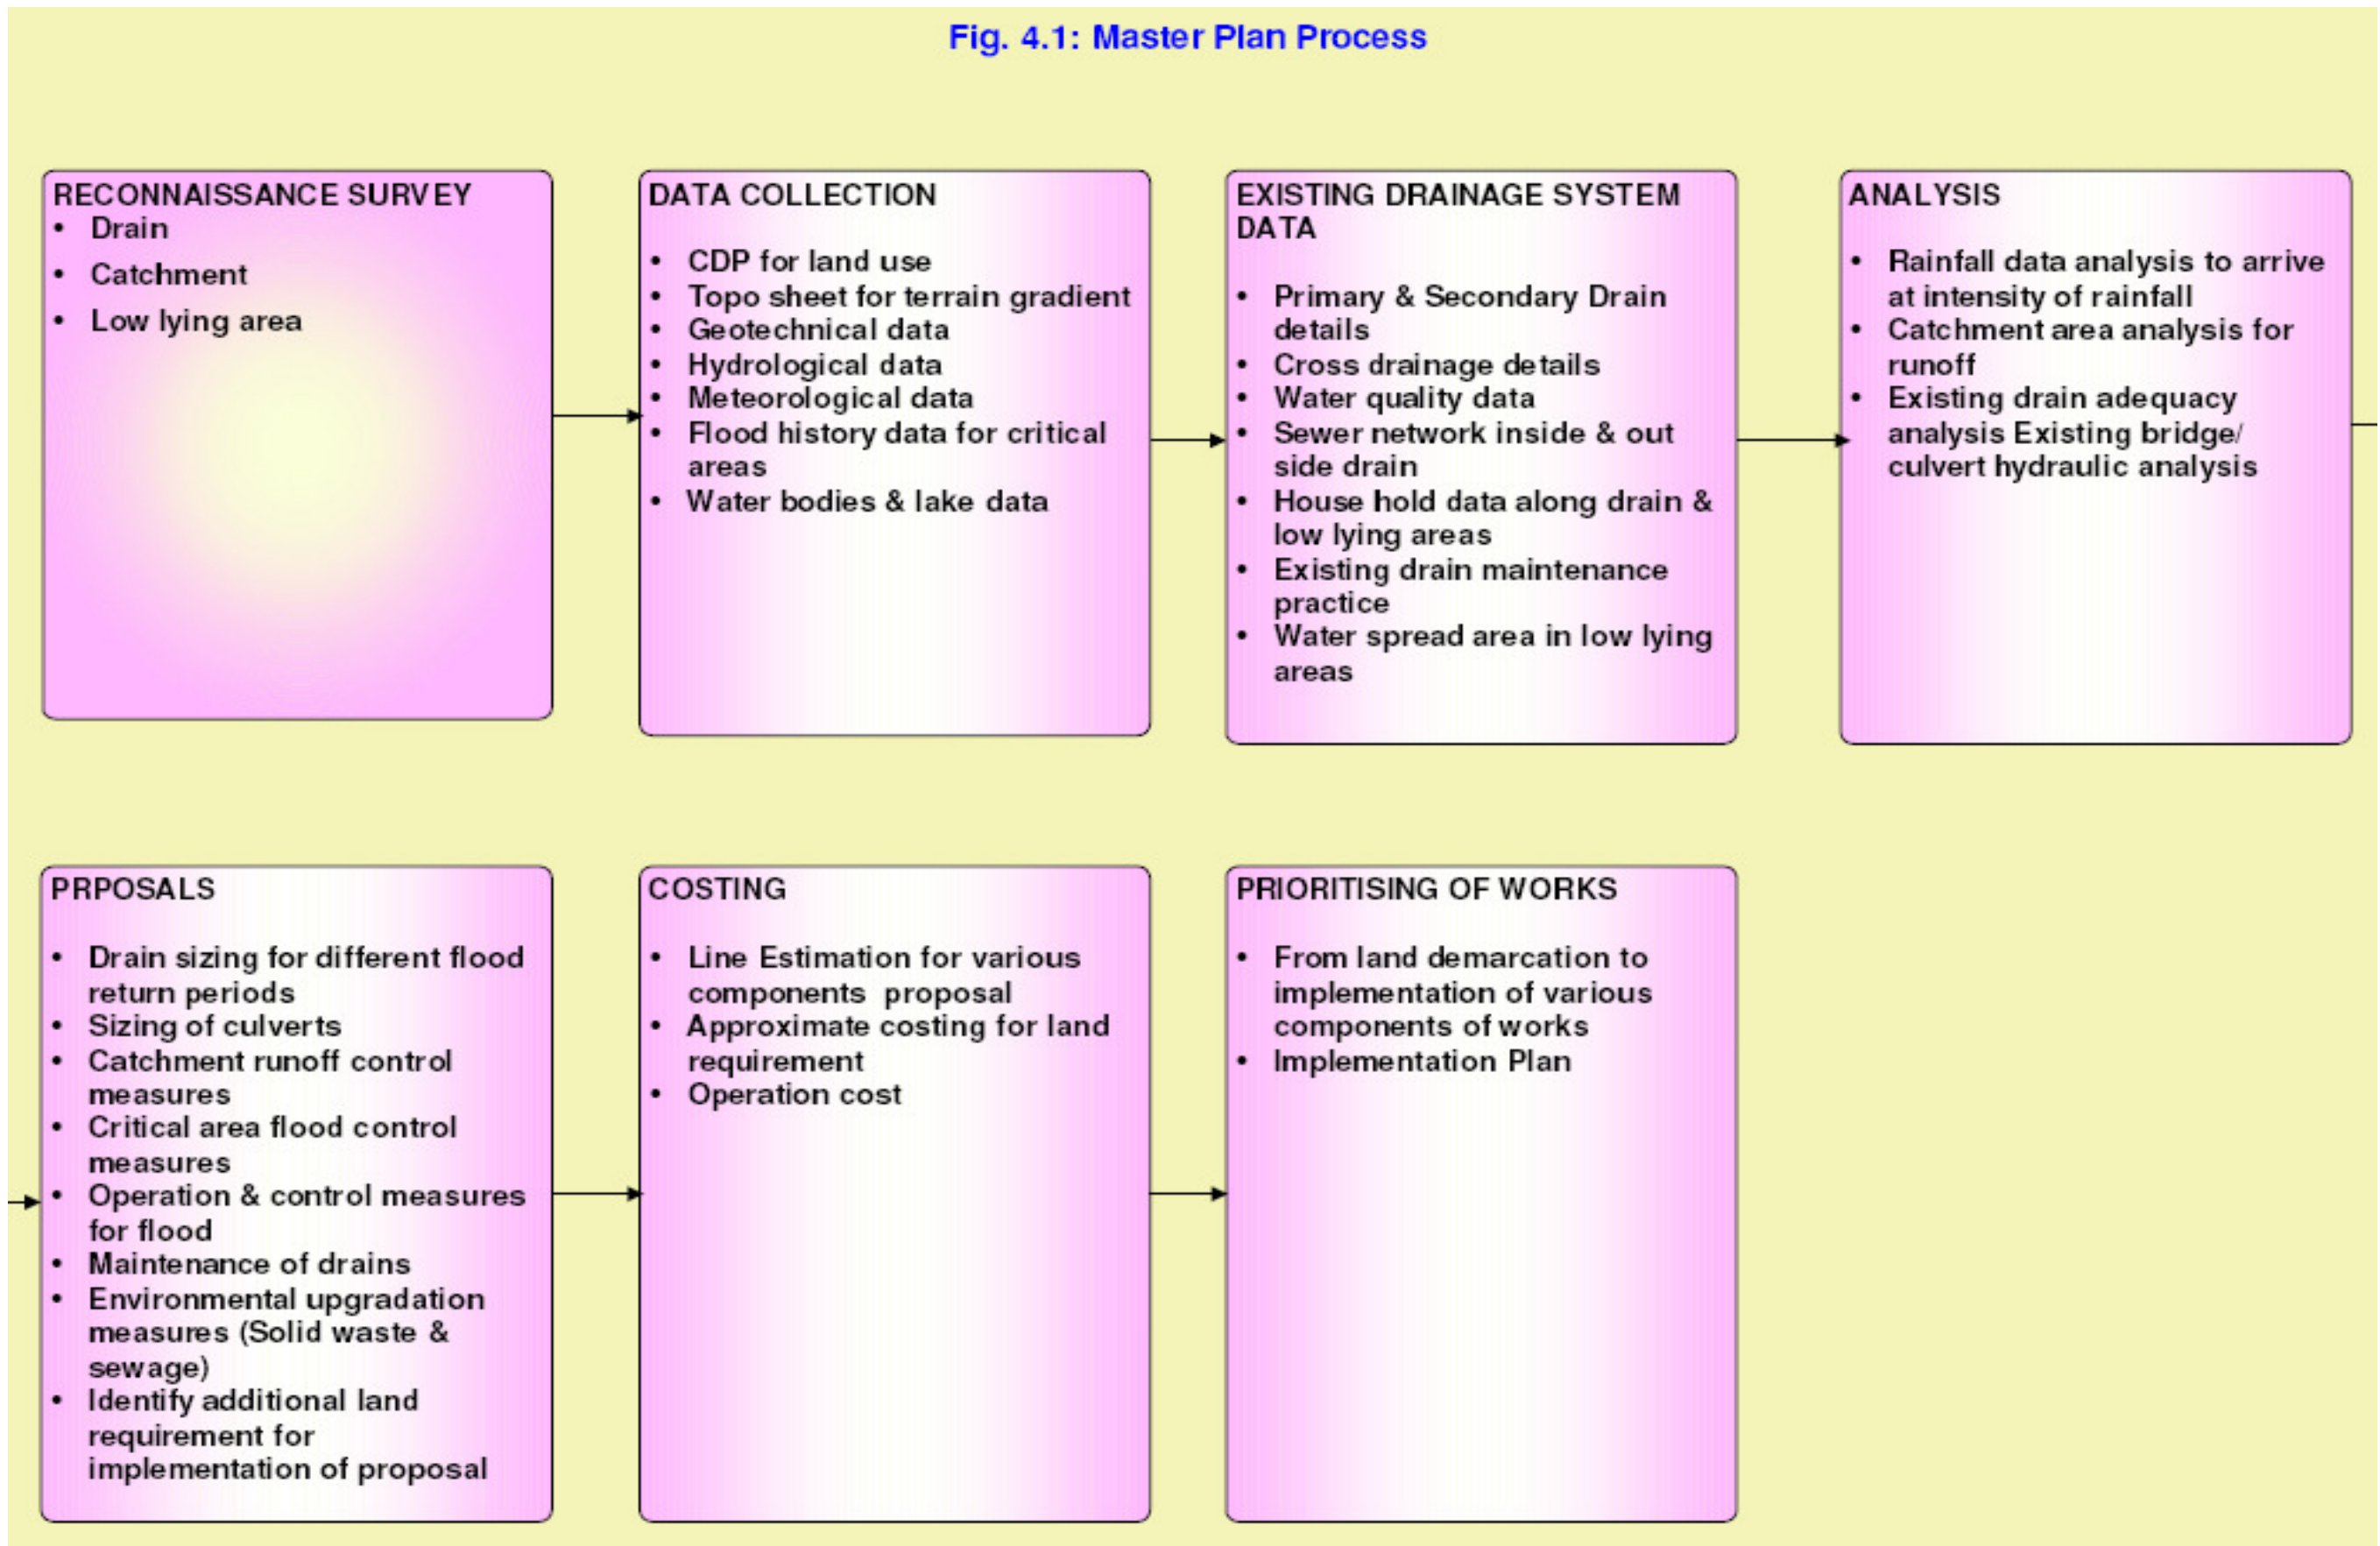 Fig. 4.1: Master Plan Process
RECONNAISSANCE SURVEY
• Drain
• Catchment
• Low lying area
DATA COLLECTION
• CDP for land use
• Topo sheet for terrain gradient
• Geotechnical data
• Hydrological data
• Meteorological data
• Flood history data for critical
areas
• Water bodies & lake data
EXISTING DRAINAGE SYSTEM
DATA
• Primary & Secondary Drain
details
• Cross drainage details
• Water quality data
• Sewer network inside & out
side drain
• House hold data along drain &
low lying areas
• Existing drain maintenance
practice
• Water spread area in low lying
areas
ANALYSIS
• Rainfall data analysis to arrive
at intensity of rainfall
• Catchment area analysis for
runoff
• Existing drain adequacy
analysis Existing bridge/
culvert hydraulic analysis
PRPOSALS
• Drain sizing for different flood
return periods
• Sizing of culverts
• Catchment runoff control
measures
• Critical area flood control
measures
• Operation & control measures
for flood
• Maintenance of drains
• Environmental upgradation
measures (Solid waste &
sewage)
• Identify additional land
requirement for
implementation of proposal
COSTING
• Line Estimation for various
components proposal
• Approximate costing for land
requirement
• Operation cost
PRIORITISING OF WORKS
• From land demarcation to
implementation of various
components of works
• Implementation Plan